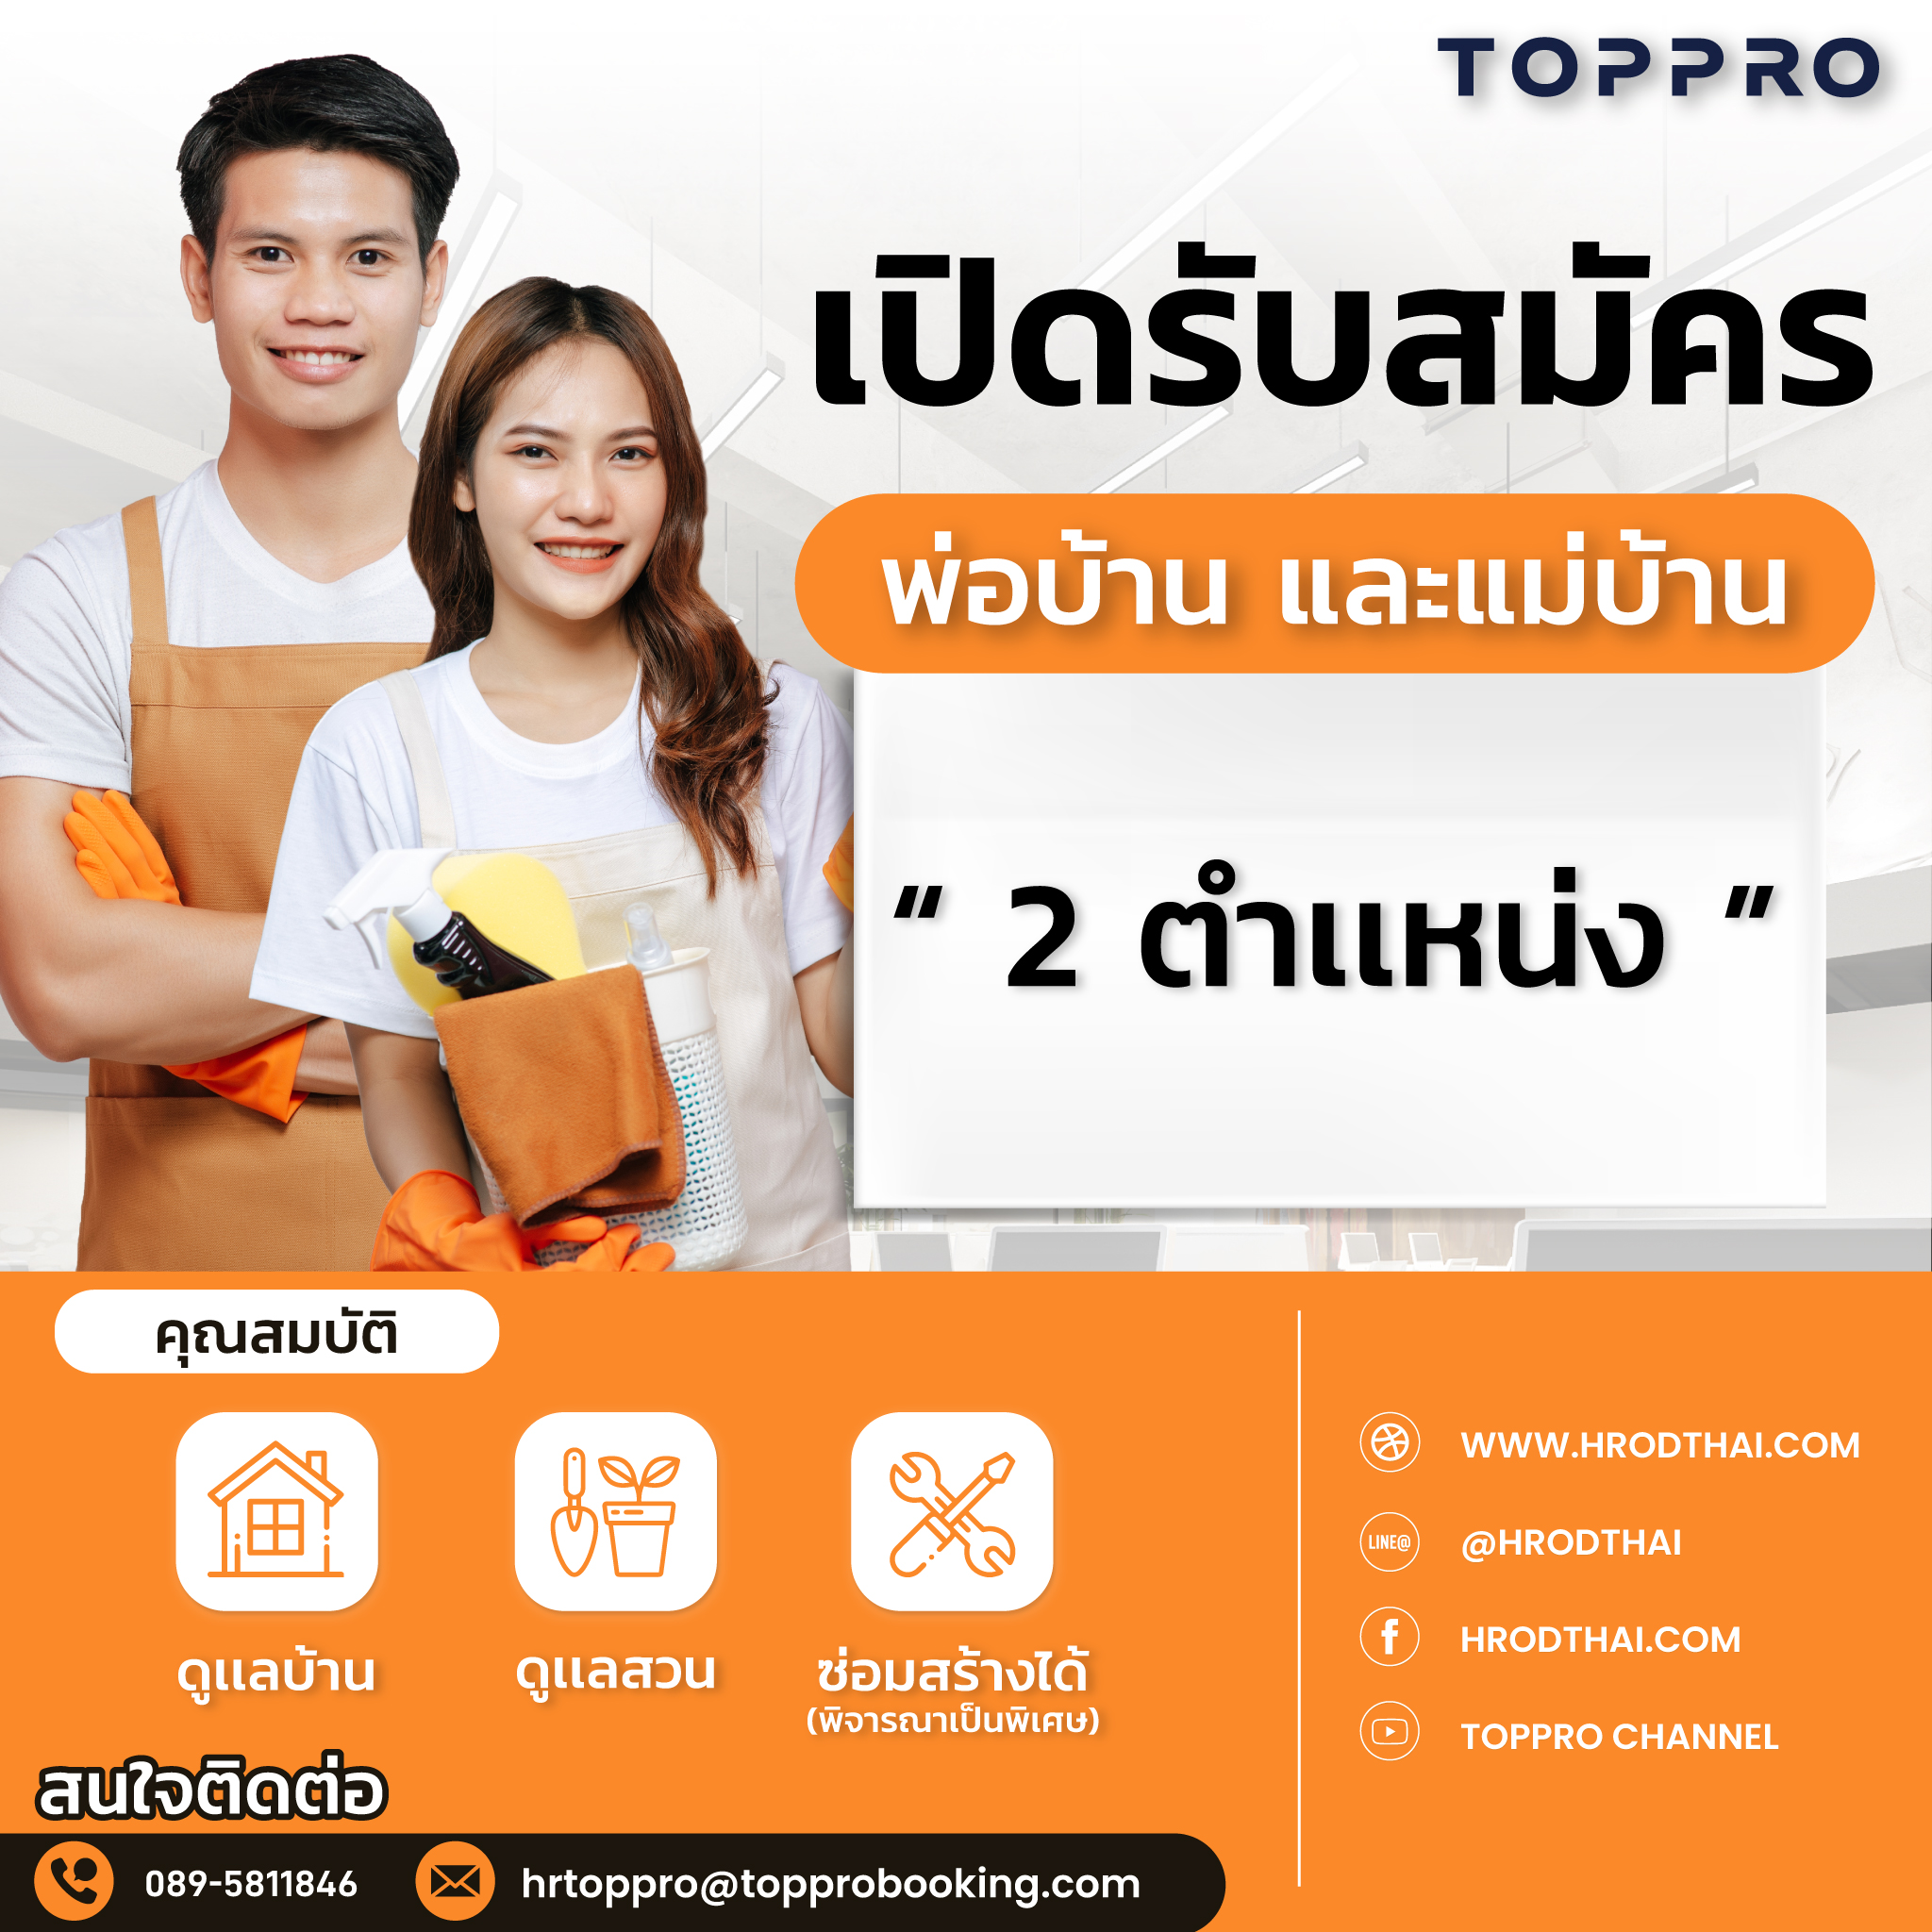 TOPPRO
เปิดรับสมัคร
พ่อบ้าน และแม่บ้าน
“ 2 ตำแหน่ง ”
คุณสมบัติ
ดูแลบ้าน
ดูแลสวน
ซ่อมสร้างได้
(พิจารณาเป็นพิเศษ)
สนใจติดต่อ
089-5811846
hrtoppro@topprobooking.com
WWW.HRODTHAI.COM
LINE@ @HRODTHAI
f HRODTHAI.COM
TOPPRO CHANNEL